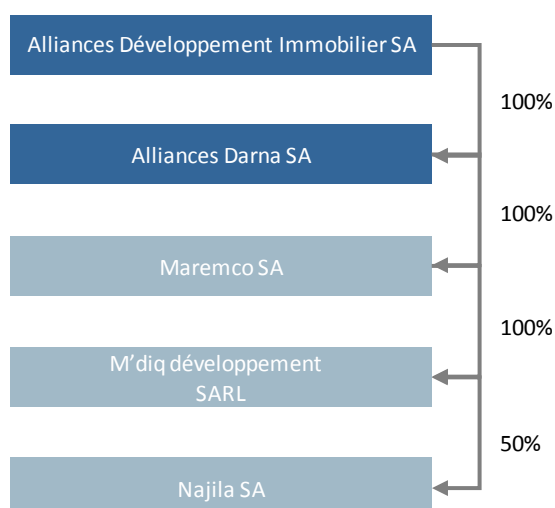 Alliances Développement Immobilier SA
100%
Alliances Darna SA
100%
Maremco SA
100%
M'diq développement
SARL
50%
Najila SA